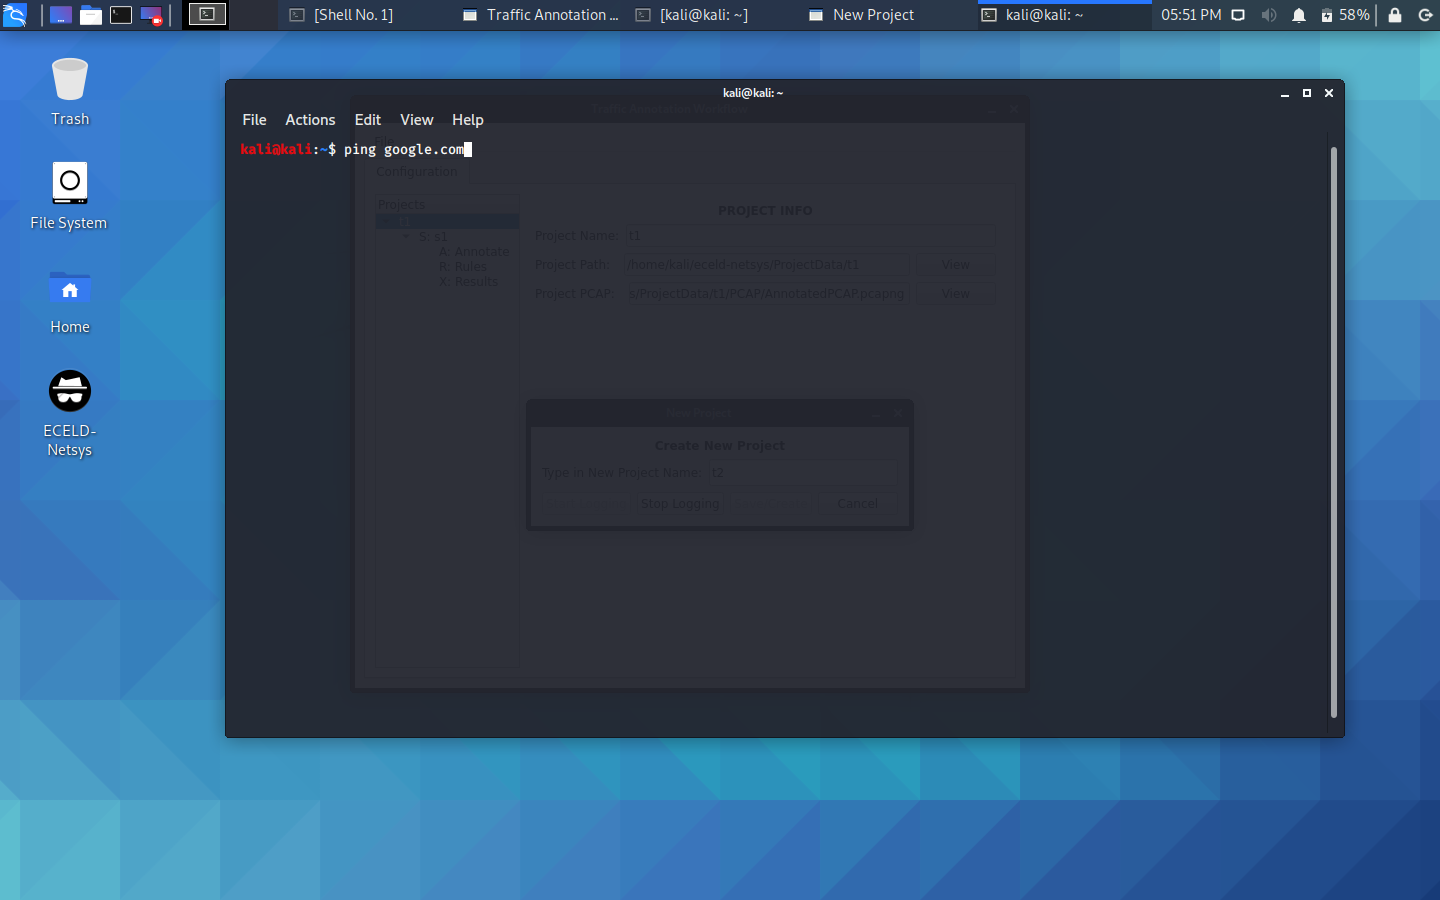 [Shell No. 1]
Traffic Annotation ...
[kali@kali: ~]
New Project
kali@kali: ~
05:51 PM
58%
Trash
File System
Home
ECELD-
Netsys
kali@kali: ~
File Actions Edit View Help
kali@kali:~$ ping google.com
Configuration
Projects
S: s1
A: Annotate
R: Rules
X: Results
PROJECT INFO
Project Name: t1
Project Path: /home/kali/eceld-netsys/ProjectData/t1 View
Project PCAP: s/ProjectData/t1/PCAP/AnnotatedPCAP.pcapng View
New Project
Create New Project
Type in New Project Name: t2
Stop Logging Cancel